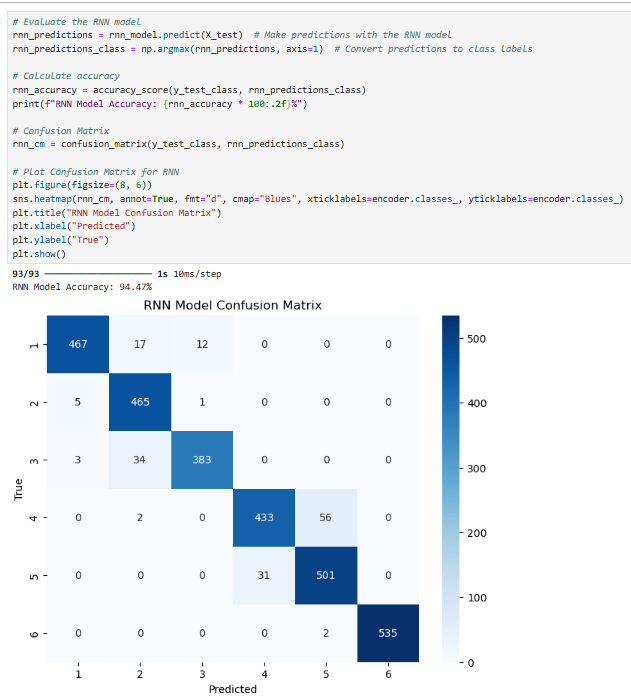 # Evaluate the RNN model
rnn_predictions = rnn_model.predict(X_test)  # Make predictions with the RNN model
rnn_predictions_class = np.argmax(rnn_predictions, axis=1)  # Convert predictions to class labels

# Calculate accuracy
rnn_accuracy = accuracy_score(y_test_class, rnn_predictions_class)
print(f"RNN Model Accuracy: {rnn_accuracy * 100:.2f}%")

# Confusion Matrix
rnn_cm = confusion_matrix(y_test_class, rnn_predictions_class)

# Plot Confusion Matrix for RNN
plt.figure(figsize=(8, 6))
sns.heatmap(rnn_cm, annot=True, fmt="d", cmap="Blues", xticklabels=encoder.classes_, yticklabels=encoder.classes_)
plt.title("RNN Model Confusion Matrix")
plt.xlabel("Predicted")
plt.ylabel("True")
plt.show()
93/93 1s 10ms/step
RNN Model Accuracy: 94.47%
RNN Model Confusion Matrix
1 467 17 12 0 0 0
2 5 465 1 0 0 0
3 3 34 383 0 0 0
4 0 2 0 433 56 0
5 0 0 0 31 501 0
6 0 0 0 0 2 535
True
1 2 3 4 5 6
Predicted
500
400
300
200
100
0